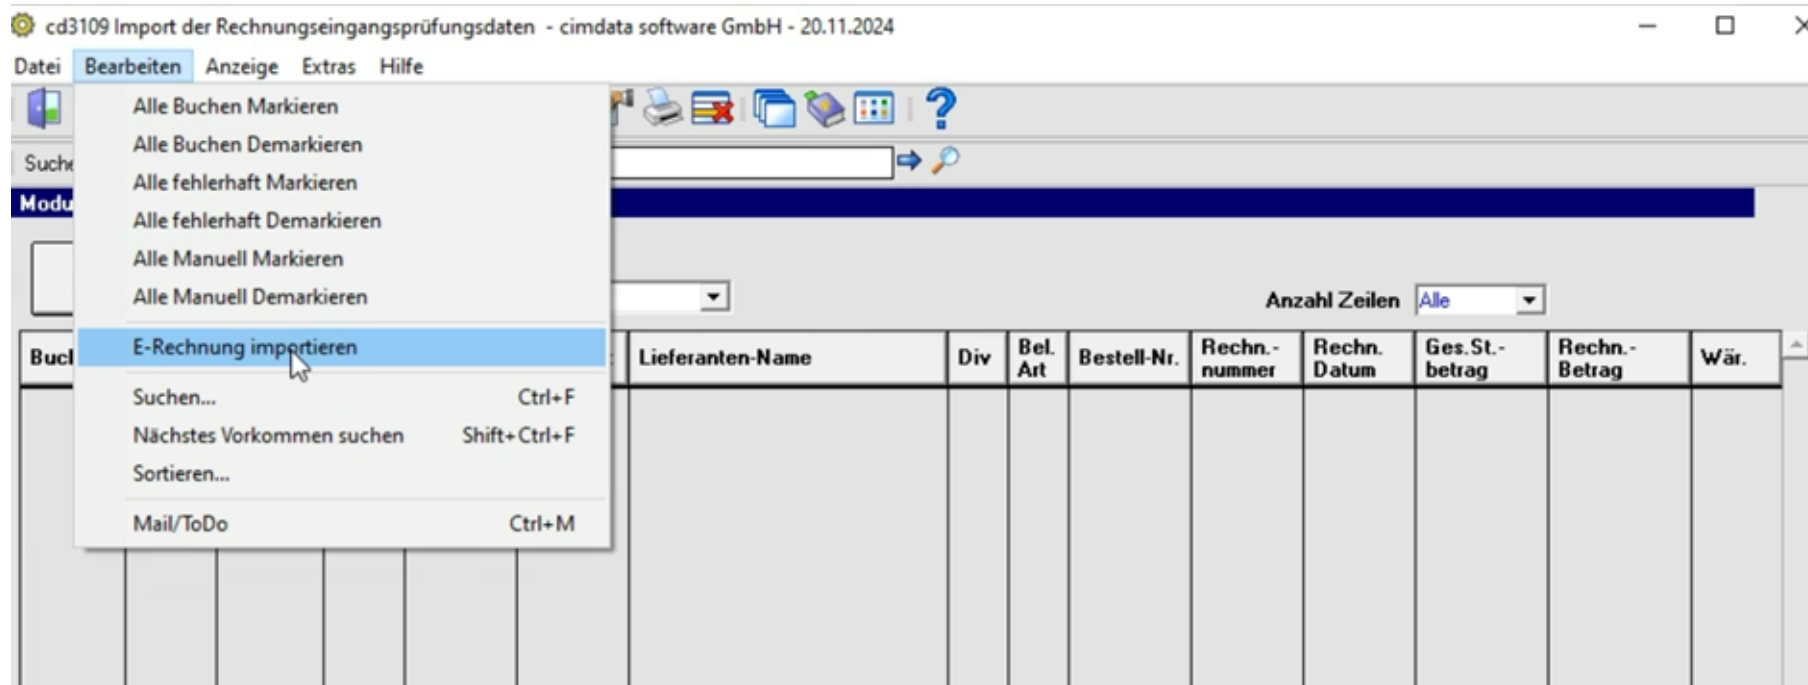 cd3109 Import der Rechnungseingangsprüfungsdaten - cimdata software GmbH - 20.11.2024
Datei Bearbeiten Anzeige Extras Hilfe
Alle Buchen Markieren
Alle Buchen Demarkieren
Alle fehlerhaft Markieren
Alle fehlerhaft Demarkieren
Alle Manuell Markieren
Alle Manuell Demarkieren
E-Rechnung importieren
Suchen... Ctrl+F
Nächstes Vorkommen suchen Shift+Ctrl+F
Sortieren...
Mail/ToDo Ctrl+M
Anzahl Zeilen Alle
Lieferanten-Name Div Bel. Art Bestell-Nr. Rechn.-nummer Rechn. Datum Ges.St.-betrag Rechn.-Betrag Wär.